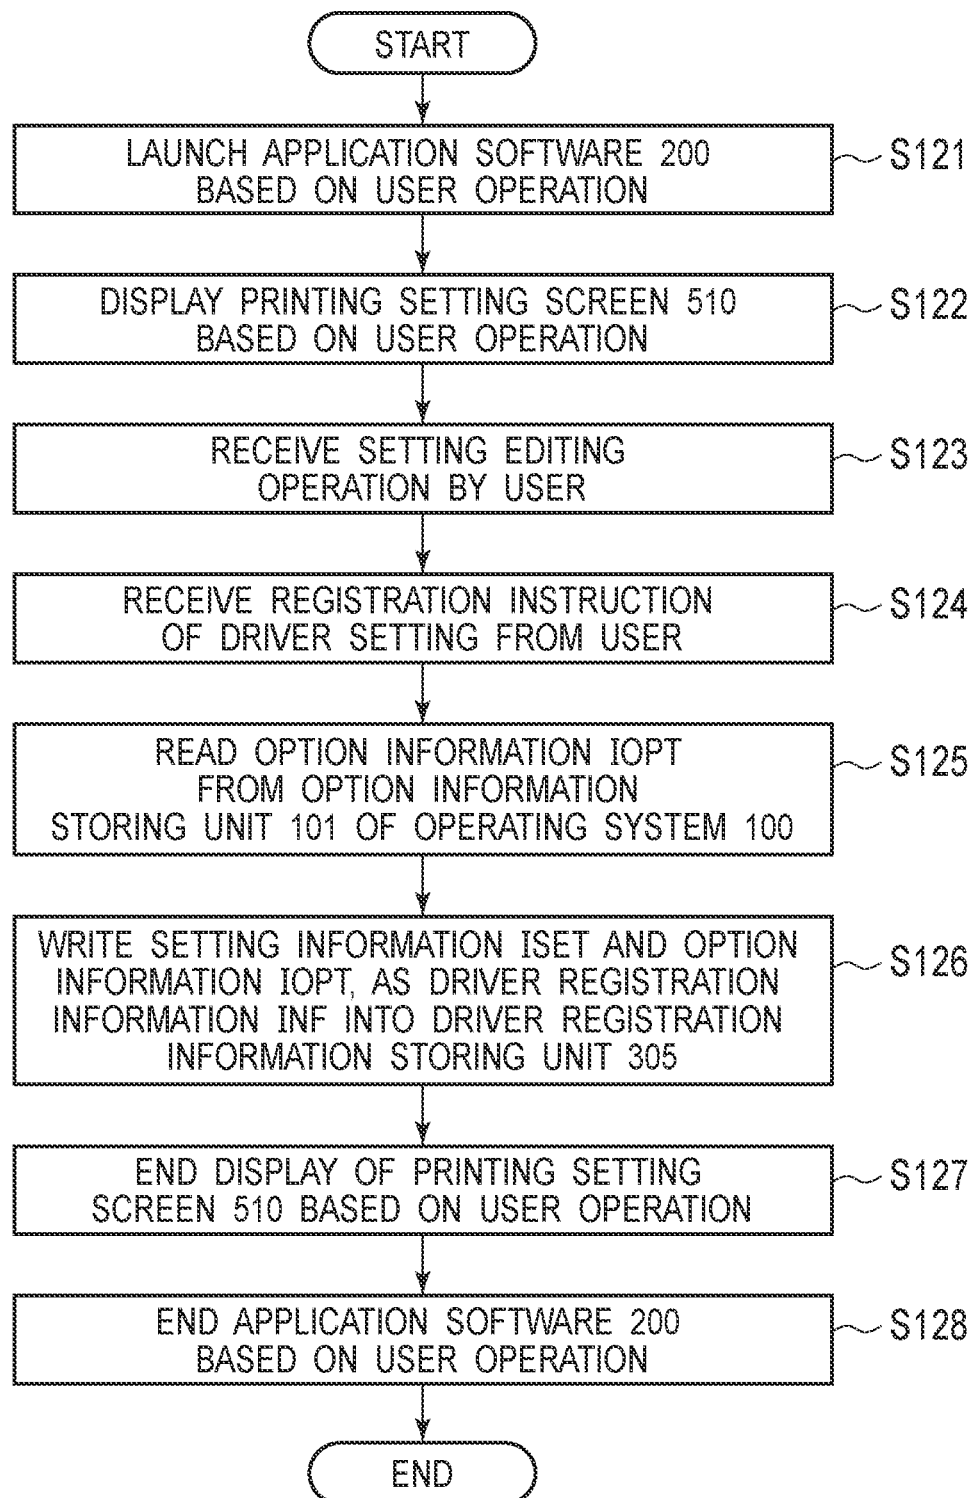 START
LAUNCH APPLICATION SOFTWARE 200
BASED ON USER OPERATION
S121
DISPLAY PRINTING SETTING SCREEN 510
BASED ON USER OPERATION
S122
RECEIVE SETTING EDITING
OPERATION BY USER
S123
RECEIVE REGISTRATION INSTRUCTION
OF DRIVER SETTING FROM USER
S124
READ OPTION INFORMATION IOPT
FROM OPTION INFORMATION
STORING UNIT 101 OF OPERATING SYSTEM 100
S125
WRITE SETTING INFORMATION ISET AND OPTION
INFORMATION IOPT, AS DRIVER REGISTRATION
INFORMATION INF INTO DRIVER REGISTRATION
INFORMATION STORING UNIT 305
S126
END DISPLAY OF PRINTING SETTING
SCREEN 510 BASED ON USER OPERATION
S127
END APPLICATION SOFTWARE 200
BASED ON USER OPERATION
S128
END